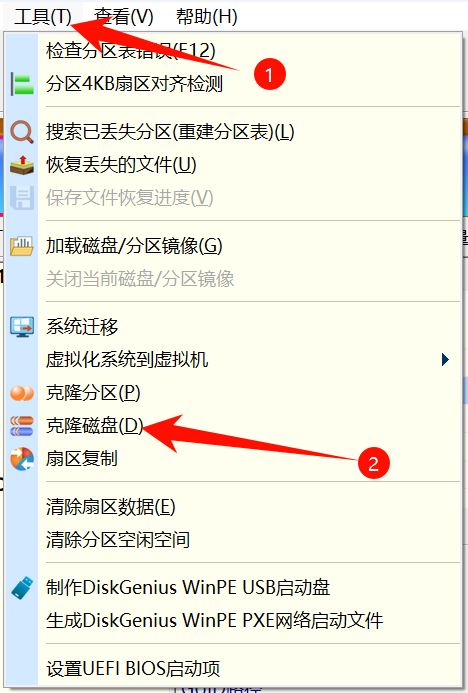 工具(T) 查看(V) 帮助(H)
检查分区表错误(F12)
1
分区4KB扇区对齐检测
搜索已丢失分区(重建分区表)(L)
恢复丢失的文件(U)
保存文件恢复进度(V)
加载磁盘/分区镜像(G)
关闭当前磁盘/分区镜像
系统迁移
虚拟化系统到虚拟机
克隆分区(P)
克隆磁盘(D)
扇区复制
2
清除扇区数据(E)
清除分区空闲空间
制作DiskGenius WinPE USB启动盘
生成DiskGenius WinPE PXE网络启动文件
设置UEFI BIOS启动项